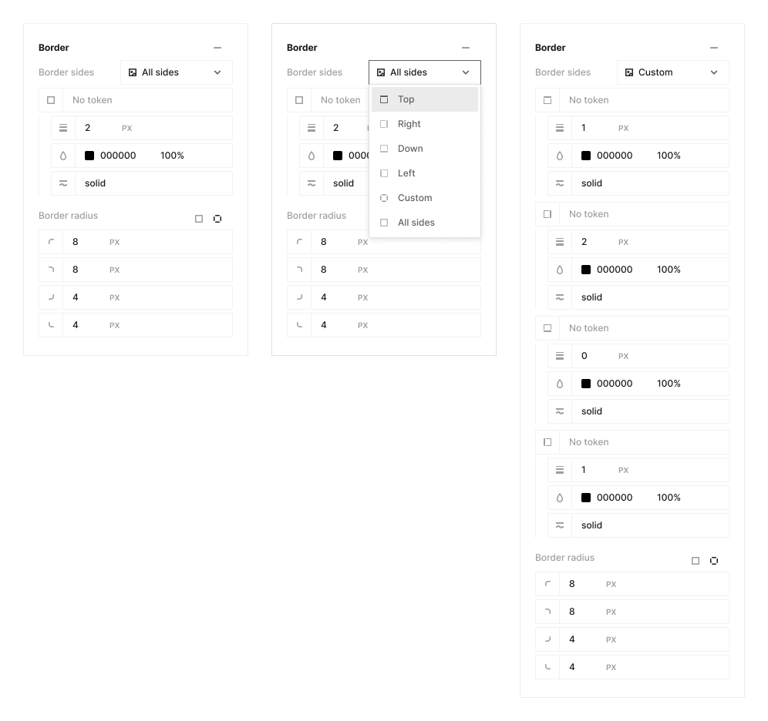 Border
Border sides All sides
No token
2 PX
000000 100%
solid
Border radius
8 PX
8 PX
4 PX
4 PX
Border
Border sides All sides
No token
2
000
solid
Top
Right
Down
Left
Custom
All sides
Border radius
8 PX
8 PX
4 PX
4 PX
Border
Border sides Custom
No token
1 PX
000000 100%
solid
No token
2 PX
000000 100%
solid
No token
0 PX
000000 100%
solid
No token
1 PX
000000 100%
solid
Border radius
8 PX
8 PX
4 PX
4 PX